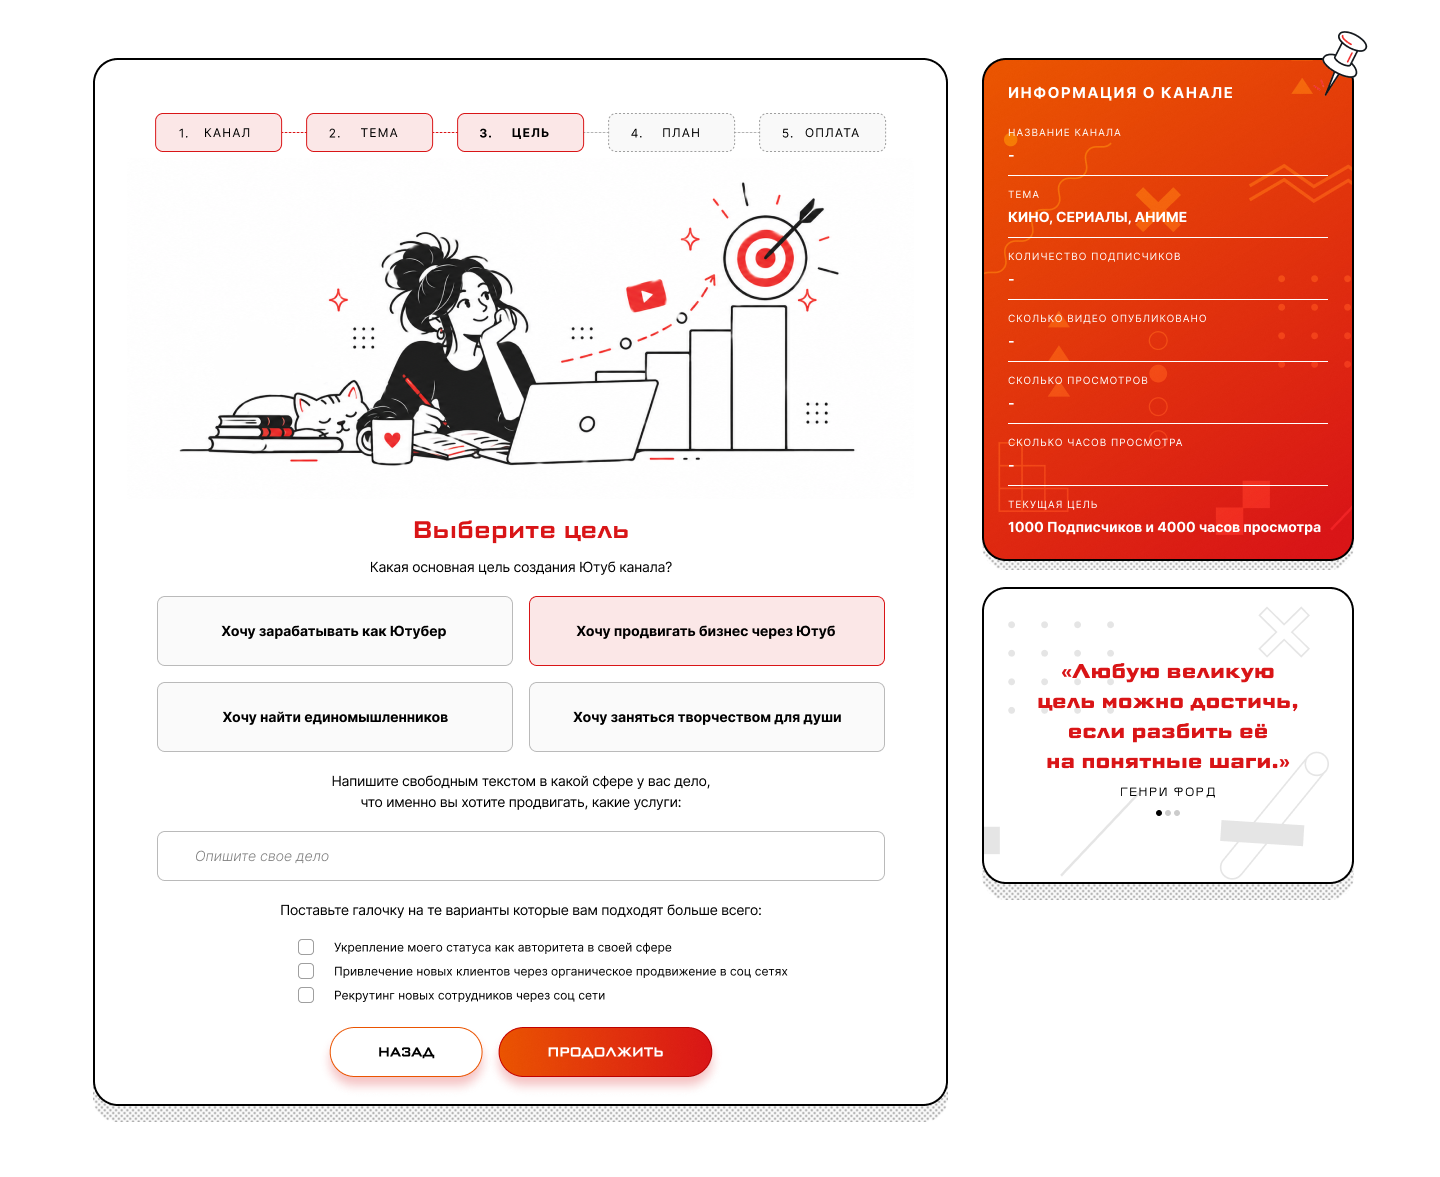 1. КАНАЛ
2. ТЕМА
3. ЦЕЛЬ
4. ПЛАН
5. ОПЛАТА
Выберите цель
Какая основная цель создания Ютуб канала?
Хочу зарабатывать как Ютубер
Хочу продвигать бизнес через Ютуб
Хочу найти единомышленников
Хочу заняться творчеством для души
Напишите свободным текстом в какой сфере у вас дело,
что именно вы хотите продвигать, какие услуги:
Опишите свое дело
Поставьте галочку на те варианты которые вам подходят больше всего:
Укрепление моего статуса как авторитета в своей сфере
Привлечение новых клиентов через органическое продвижение в соц сетях
Рекрутинг новых сотрудников через соц сети
НАЗАД
ПРОДОЛЖИТЬ
ИНФОРМАЦИЯ О КАНАЛЕ
НАЗВАНИЕ КАНАЛА
-
ТЕМА
КИНО, СЕРИАЛЫ, АНИМЕ
КОЛИЧЕСТВО ПОДПИСЧИКОВ
-
СКОЛЬКО ВИДЕО ОПУБЛИКОВАНО
-
СКОЛЬКО ПРОСМОТРОВ
-
СКОЛЬКО ЧАСОВ ПРОСМОТРА
-
ТЕКУЩАЯ ЦЕЛЬ
1000 Подписчиков и 4000 часов просмотра
«Любую великую
цель можно достичь,
если разбить её
на понятные шаги.»
ГЕНРИ ФОРД